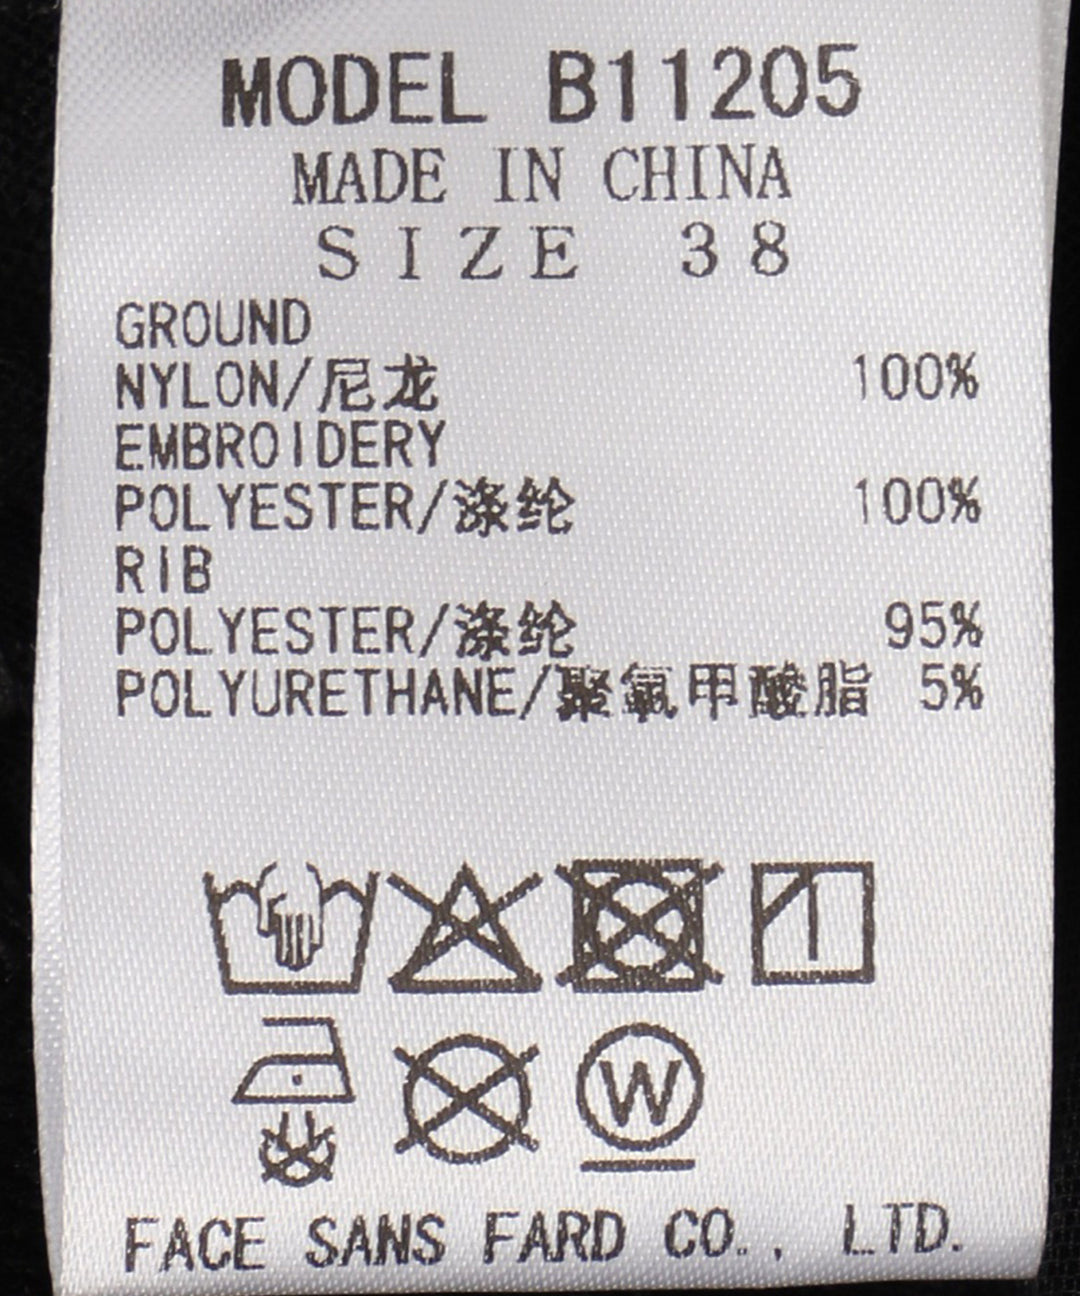 MODEL B11205
MADE IN CHINA
SIZE 38
GROUND
NYLON/尼龙 100%
EMBROIDERY
POLYESTER/涤纶 100%
RIB
POLYESTER/涤纶 95%
POLYURETHANE/聚氨甲酸脂 5%
W
FACE SANS FARD CO., LTD.